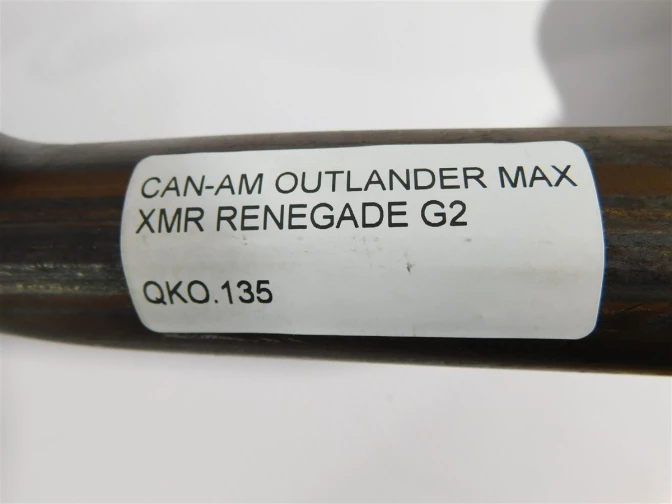 CAN-AM OUTLANDER MAX
XMR RENEGADE G2
QKO.135